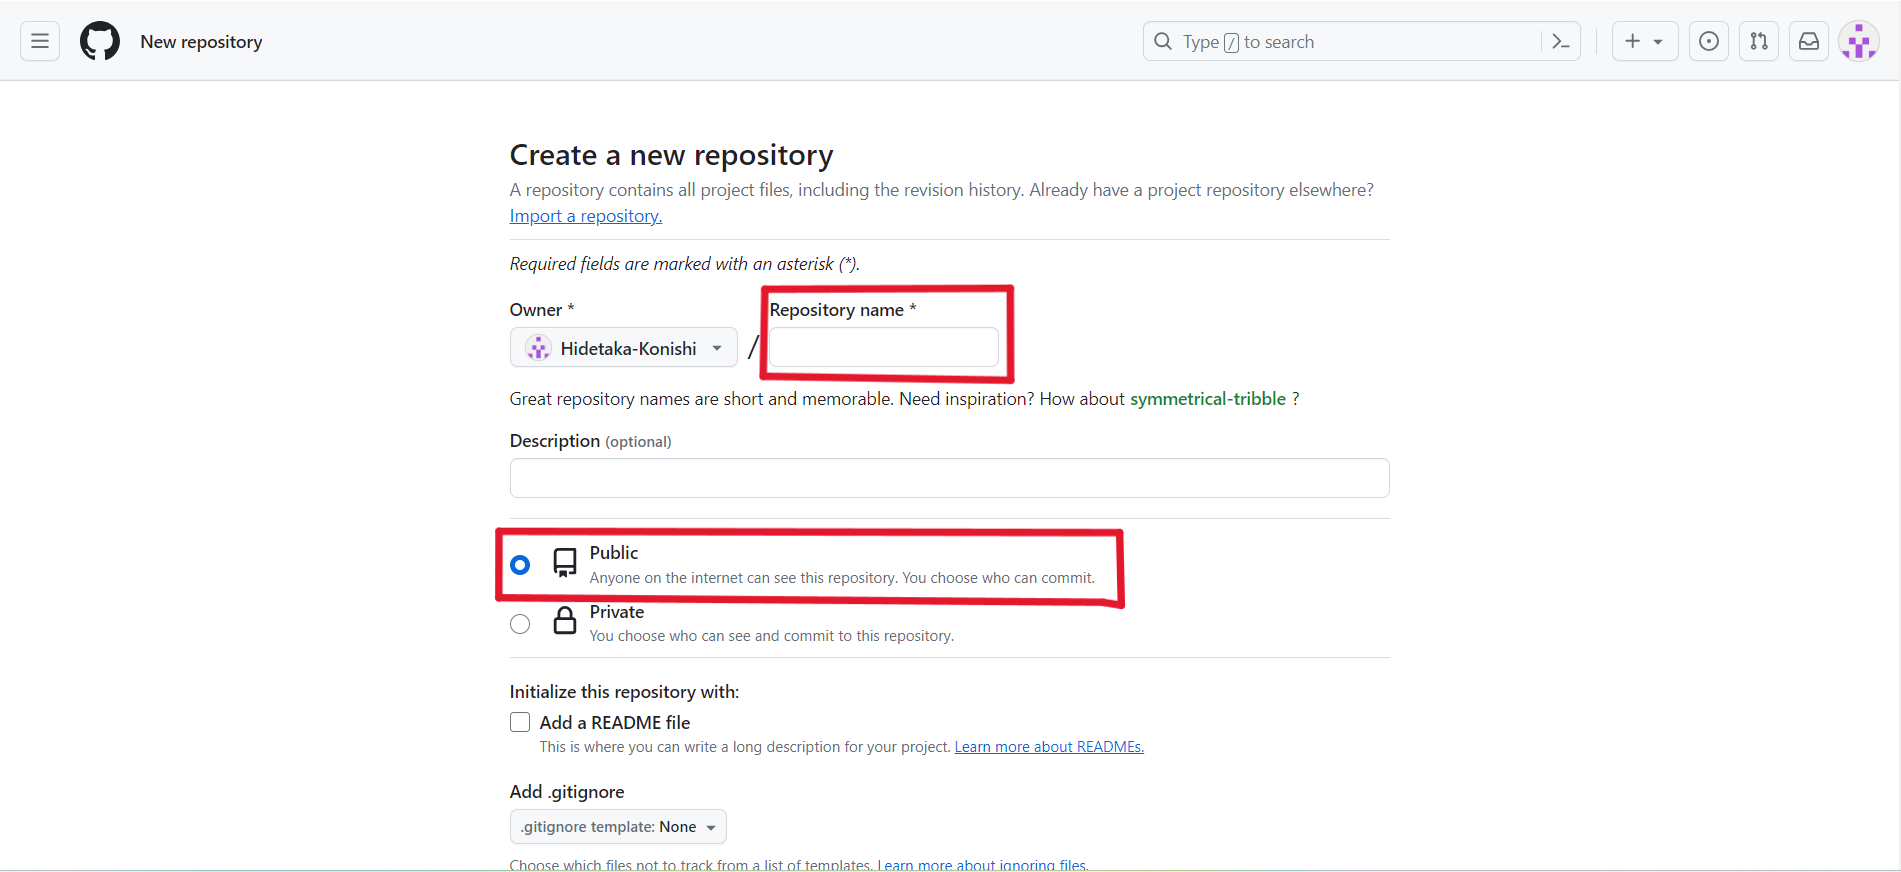 New repository
Type / to search
Create a new repository
A repository contains all project files, including the revision history. Already have a project repository elsewhere?
Import a repository.
Required fields are marked with an asterisk (*).
Owner *
Repository name *
Hidetaka-Konishi
/
Great repository names are short and memorable. Need inspiration? How about symmetrical-tribble ?
Description (optional)
Public
Anyone on the internet can see this repository. You choose who can commit.
Private
You choose who can see and commit to this repository.
Initialize this repository with:
Add a README file
This is where you can write a long description for your project. Learn more about READMEs.
Add .gitignore
.gitignore template: None
Choose which files not to track from a list of templates. Learn more about ignoring files.